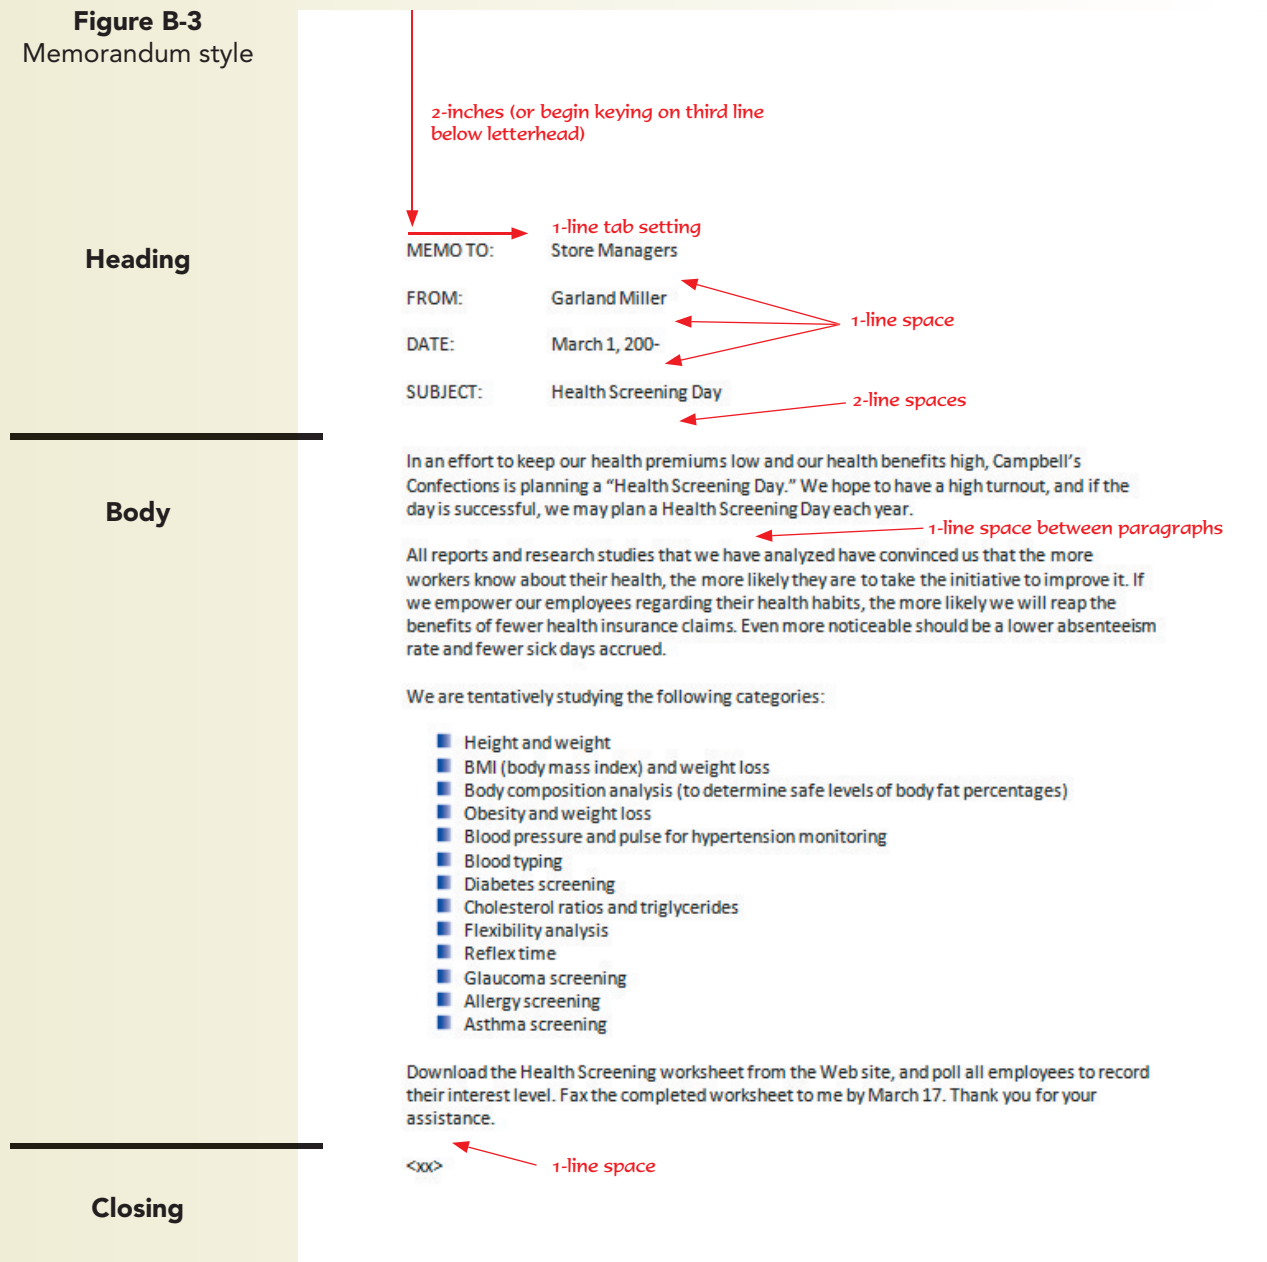 Figure B-3
Memorandum style
2-inches (or begin keying on third line
below letterhead)
1-line tab setting
Heading
MEMO TO: Store Managers
FROM: Garland Miller
1-line space
DATE: March 1, 200-
SUBJECT: Health Screening Day
2-line spaces
Body
In an effort to keep our health premiums low and our health benefits high, Campbell’s
Confections is planning a “Health Screening Day.” We hope to have a high turnout, and if the
day is successful, we may plan a Health Screening Day each year.
1-line space between paragraphs
All reports and research studies that we have analyzed have convinced us that the more
workers know about their health, the more likely they are to take the initiative to improve it. If
we empower our employees regarding their health habits, the more likely we will reap the
benefits of fewer health insurance claims. Even more noticeable should be a lower absenteeism
rate and fewer sick days accrued.
We are tentatively studying the following categories:
Height and weight
BMI (body mass index) and weight loss
Body composition analysis (to determine safe levels of body fat percentages)
Obesity and weight loss
Blood pressure and pulse for hypertension monitoring
Blood typing
Diabetes screening
Cholesterol ratios and triglycerides
Flexibility analysis
Reflex time
Glaucoma screening
Allergy screening
Asthma screening
Download the Health Screening worksheet from the Web site, and poll all employees to record
their interest level. Fax the completed worksheet to me by March 17. Thank you for your
assistance.
<xx>
1-line space
Closing